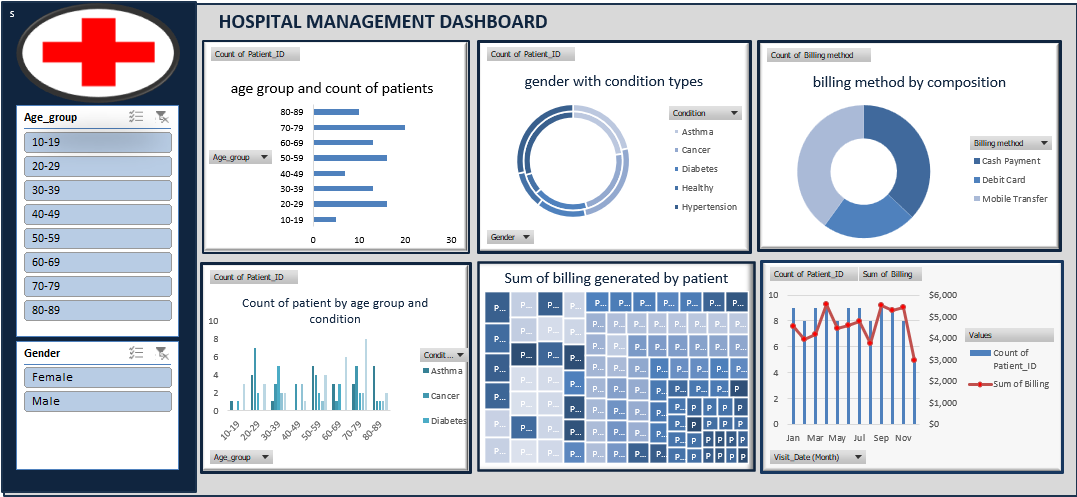 S
HOSPITAL MANAGEMENT DASHBOARD
Age_group
10-19
20-29
30-39
40-49
50-59
60-69
70-79
80-89
Gender
Female
Male
Count of Patient_ID
age group and count of patients
Age_group
80-89
70-79
60-69
50-59
40-49
30-39
20-29
10-19
0 10 20 30
Count of Patient_ID
gender with condition types
Condition
Asthma
Cancer
Diabetes
Healthy
Hypertension
Gender
Count of Billing method
billing method by composition
Billing method
Cash Payment
Debit Card
Mobile Transfer
Count of Patient_ID
Count of patient by age group and
condition
10
8
6
4
2
0
10-19 20-29 30-39 40-49 50-59 60-69 70-79 80-89
Condit...
Asthma
Cancer
Diabetes
Age_group
Sum of billing generated by patient
Count of Patient_ID Sum of Billing
10
8
6
4
2
0
$6,000
$5,000
$4,000
$3,000
$2,000
$1,000
$0
Jan Mar May Jul Sep Nov
Values
Count of
Patient_ID
Sum of Billing
Visit_Date (Month)